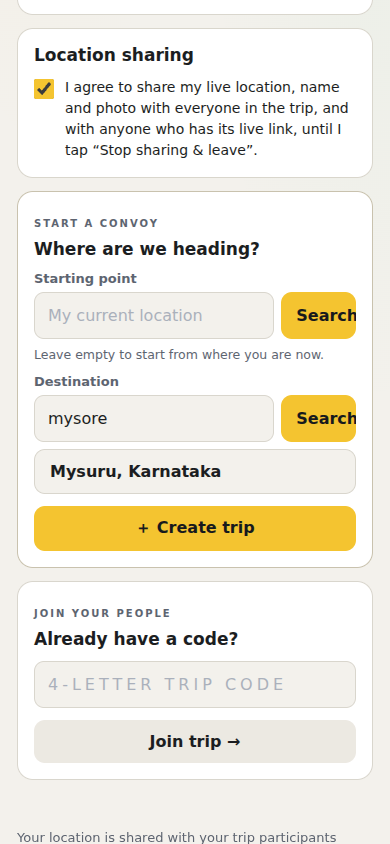 Location sharing
I agree to share my live location, name
and photo with everyone in the trip, and
with anyone who has its live link, until I
tap “Stop sharing & leave”.
START A CONVOY
Where are we heading?
Starting point
My current location
Search
Leave empty to start from where you are now.
Destination
mysore
Search
Mysuru, Karnataka
+ Create trip
JOIN YOUR PEOPLE
Already have a code?
4-LETTER TRIP CODE
Join trip →
Your location is shared with your trip participants